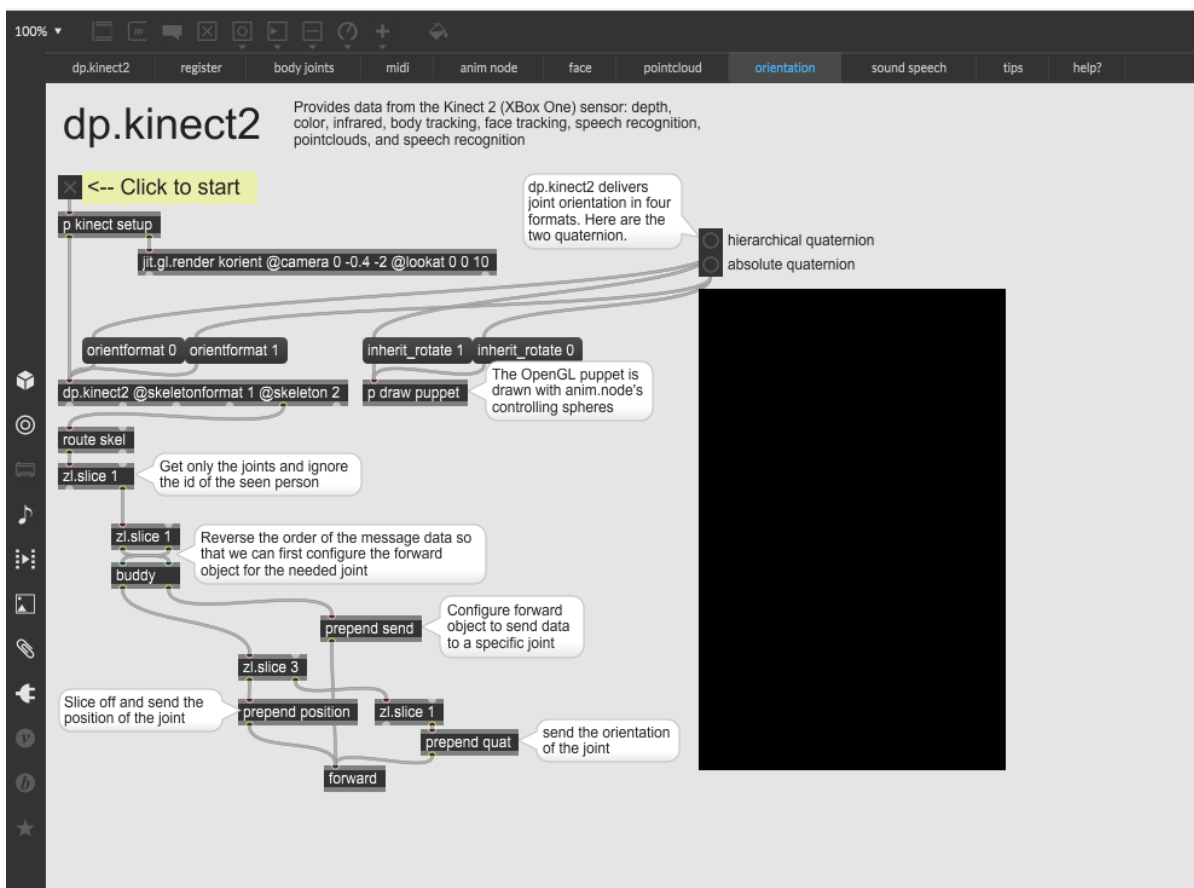 100%
dp.kinect2
register
body joints
midi
anim node
face
pointcloud
orientation
sound speech
tips
help?
dp.kinect2
Provides data from the Kinect 2 (XBox One) sensor: depth,
color, infrared, body tracking, face tracking, speech recognition,
pointclouds, and speech recognition
<-- Click to start
p kinect setup
jit.gl.render korient @camera 0 -0.4 -2 @lookat 0 0 10
dp.kinect2 delivers
joint orientation in four
formats. Here are the
two quaternion.
hierarchical quaternion
absolute quaternion
orientformat 0
orientformat 1
inherit_rotate 1
inherit_rotate 0
dp.kinect2 @skeletonformat 1 @skeleton 2
p draw puppet
The OpenGL puppet is
drawn with anim.node's
controlling spheres
route skel
zl.slice 1
Get only the joints and ignore
the id of the seen person
zl.slice 1
Reverse the order of the message data so
that we can first configure the forward
object for the needed joint
buddy
prepend send
Configure forward
object to send data
to a specific joint
zl.slice 3
Slice off and send the
position of the joint
prepend position
zl.slice 1
prepend quat
send the orientation
of the joint
forward